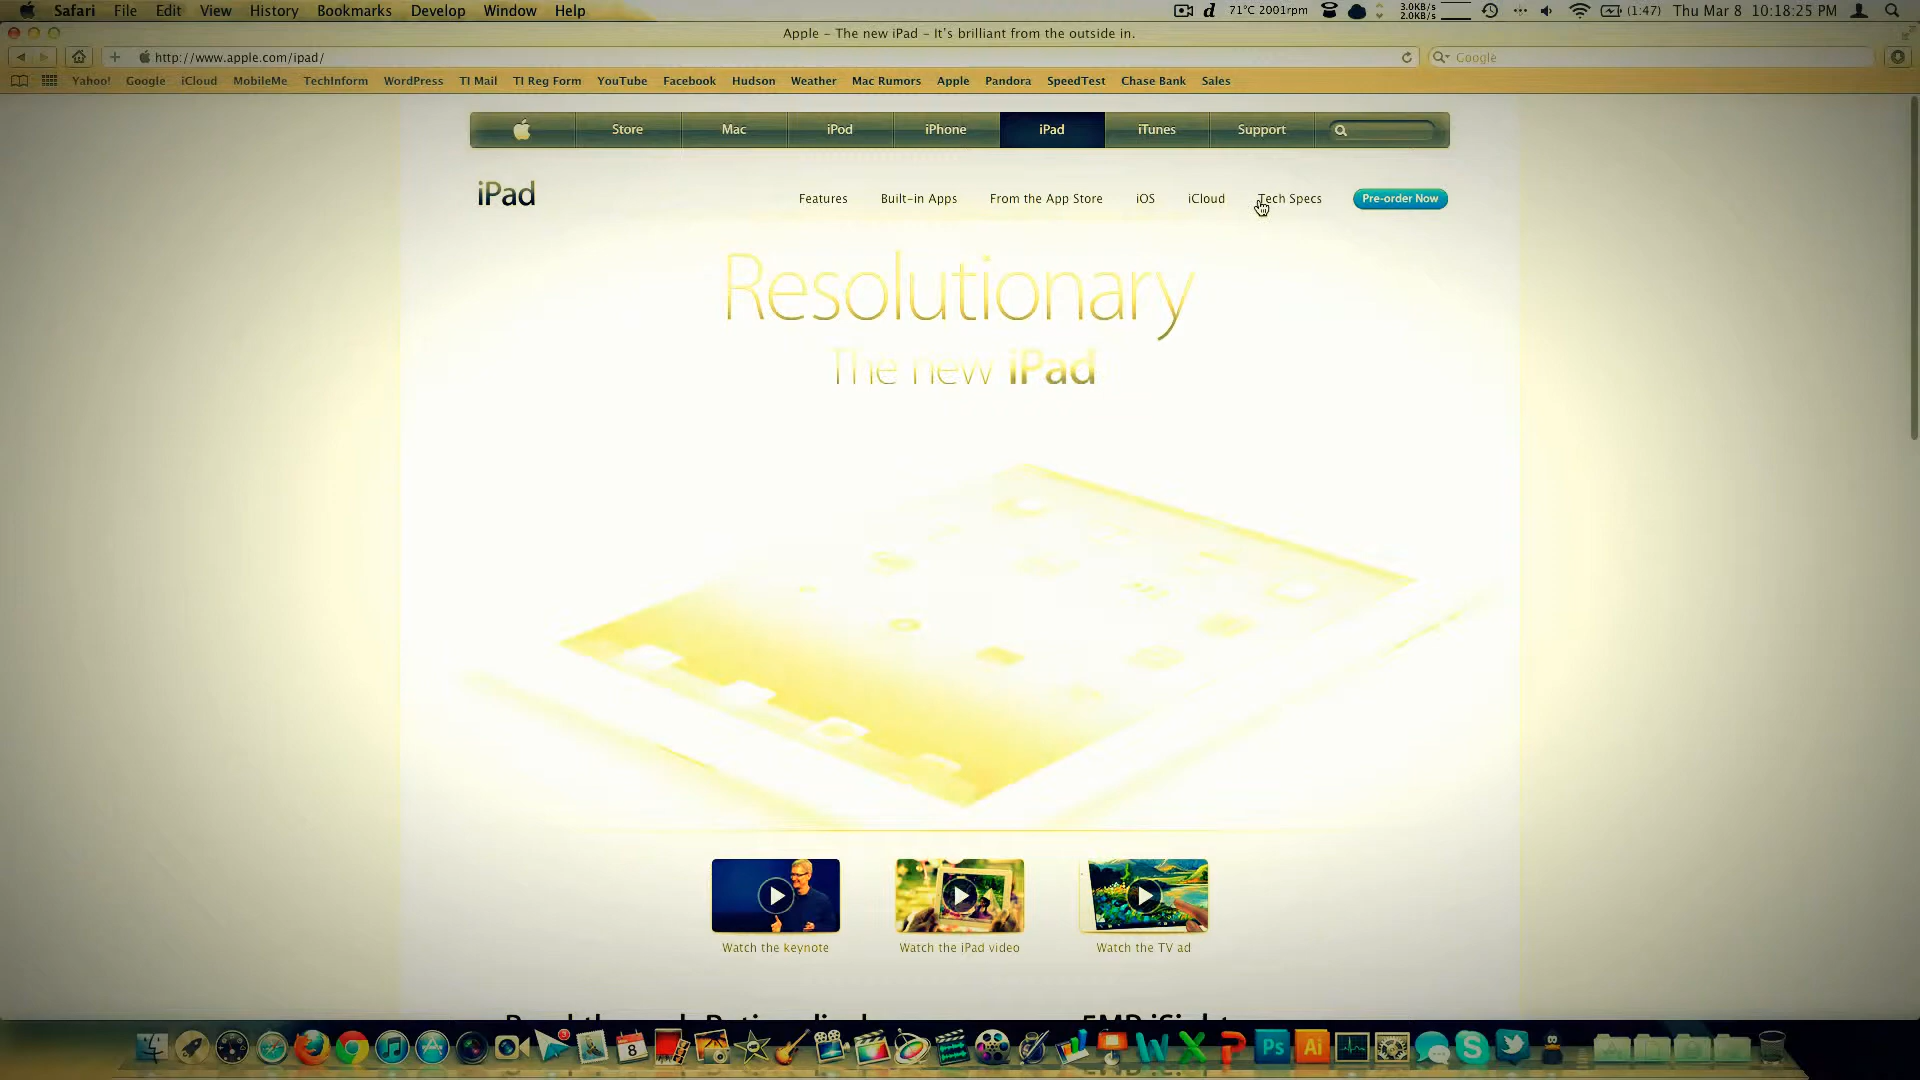 Safari File Edit View History Bookmarks Develop Window Help d 71°C 2001rpm 3.0KB/s 2.0KB/s (1:47) Thu Mar 8 10:18:25 PM
Apple – The new iPad – It's brilliant from the outside in.
http://www.apple.com/ipad/ Google
Yahoo! Google iCloud MobileMe TechInform WordPress TI Mail TI Reg Form YouTube Facebook Hudson Weather Mac Rumors Apple Pandora SpeedTest Chase Bank Sales
Store Mac iPod iPhone iPad iTunes Support
iPad Features Built-in Apps From the App Store iOS iCloud Tech Specs Pre-order Now
Resolutionary
The new iPad
Watch the keynote Watch the iPad video Watch the TV ad
3 8 Ps Ai